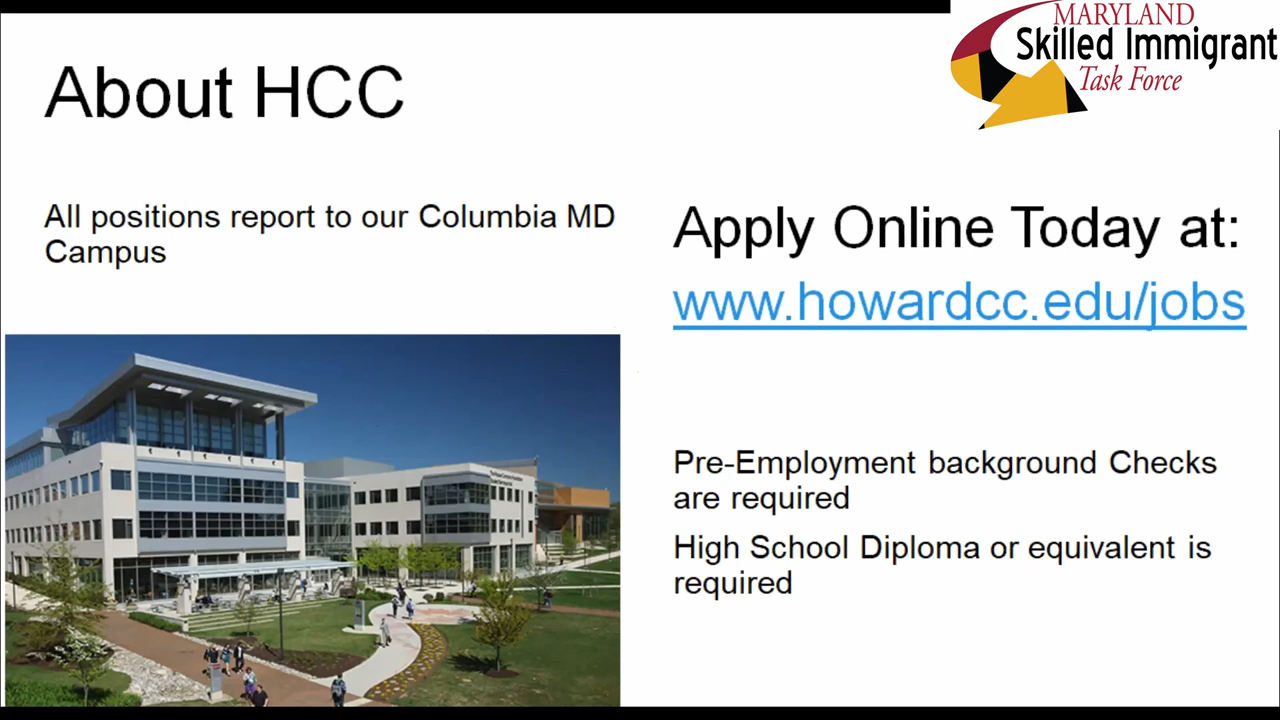 MARYLAND
Skilled Immigrant
Task Force
About HCC
All positions report to our Columbia MD
Campus
Apply Online Today at:
www.howardcc.edu/jobs
Pre-Employment background Checks
are required
High School Diploma or equivalent is
required